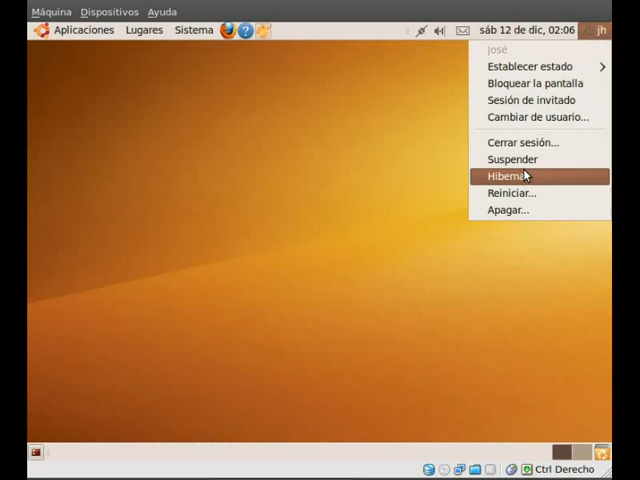 Máquina Dispositivos Ayuda
Aplicaciones Lugares Sistema sáb 12 de dic, 02:06 jh
José
Establecer estado
Bloquear la pantalla
Sesión de invitado
Cambiar de usuario...
Cerrar sesión...
Suspender
Hiberna
Reiniciar...
Apagar...
Ctrl Derecho